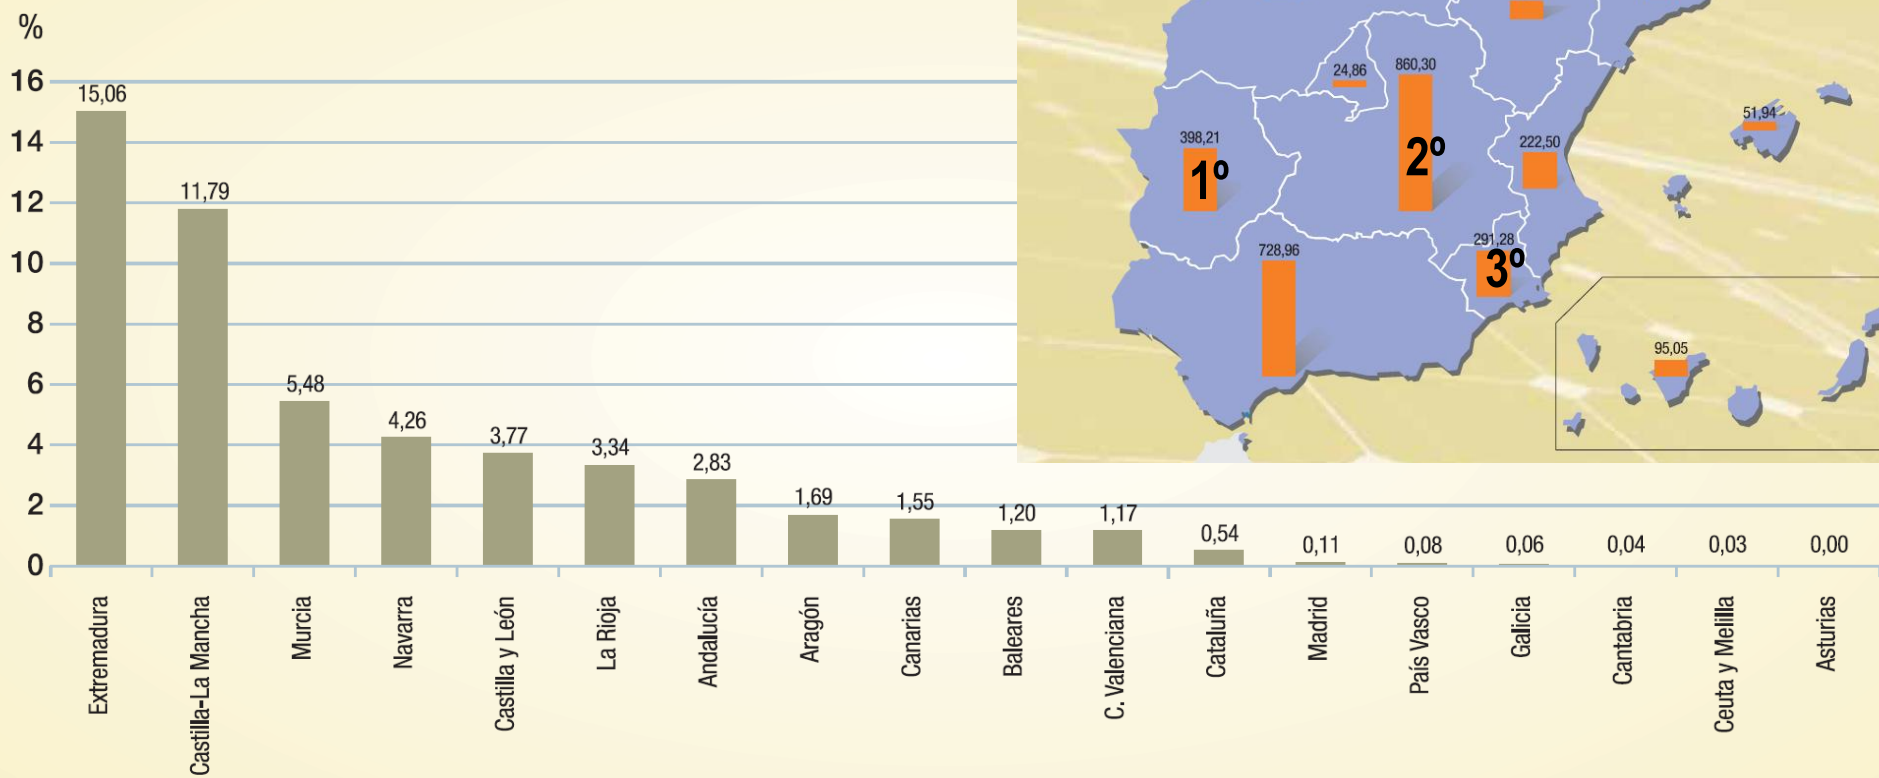 %
16
14
12
10
8
6
4
2
0
15,06
11,79
5,48
4,26
3,77
3,34
2,83
1,69
1,55
1,20
1,17
0,54
0,11
0,08
0,06
0,04
0,03
0,00
Extremadura
Castilla-La Mancha
Murcia
Navarra
Castilla y León
La Rioja
Andalucía
Aragón
Canarias
Baleares
C. Valenciana
Cataluña
Madrid
País Vasco
Galicia
Cantabria
Ceuta y Melilla
Asturias
24,86
860,30
51,94
398,21
1º
2º
222,50
728,96
291,28
3º
95,05